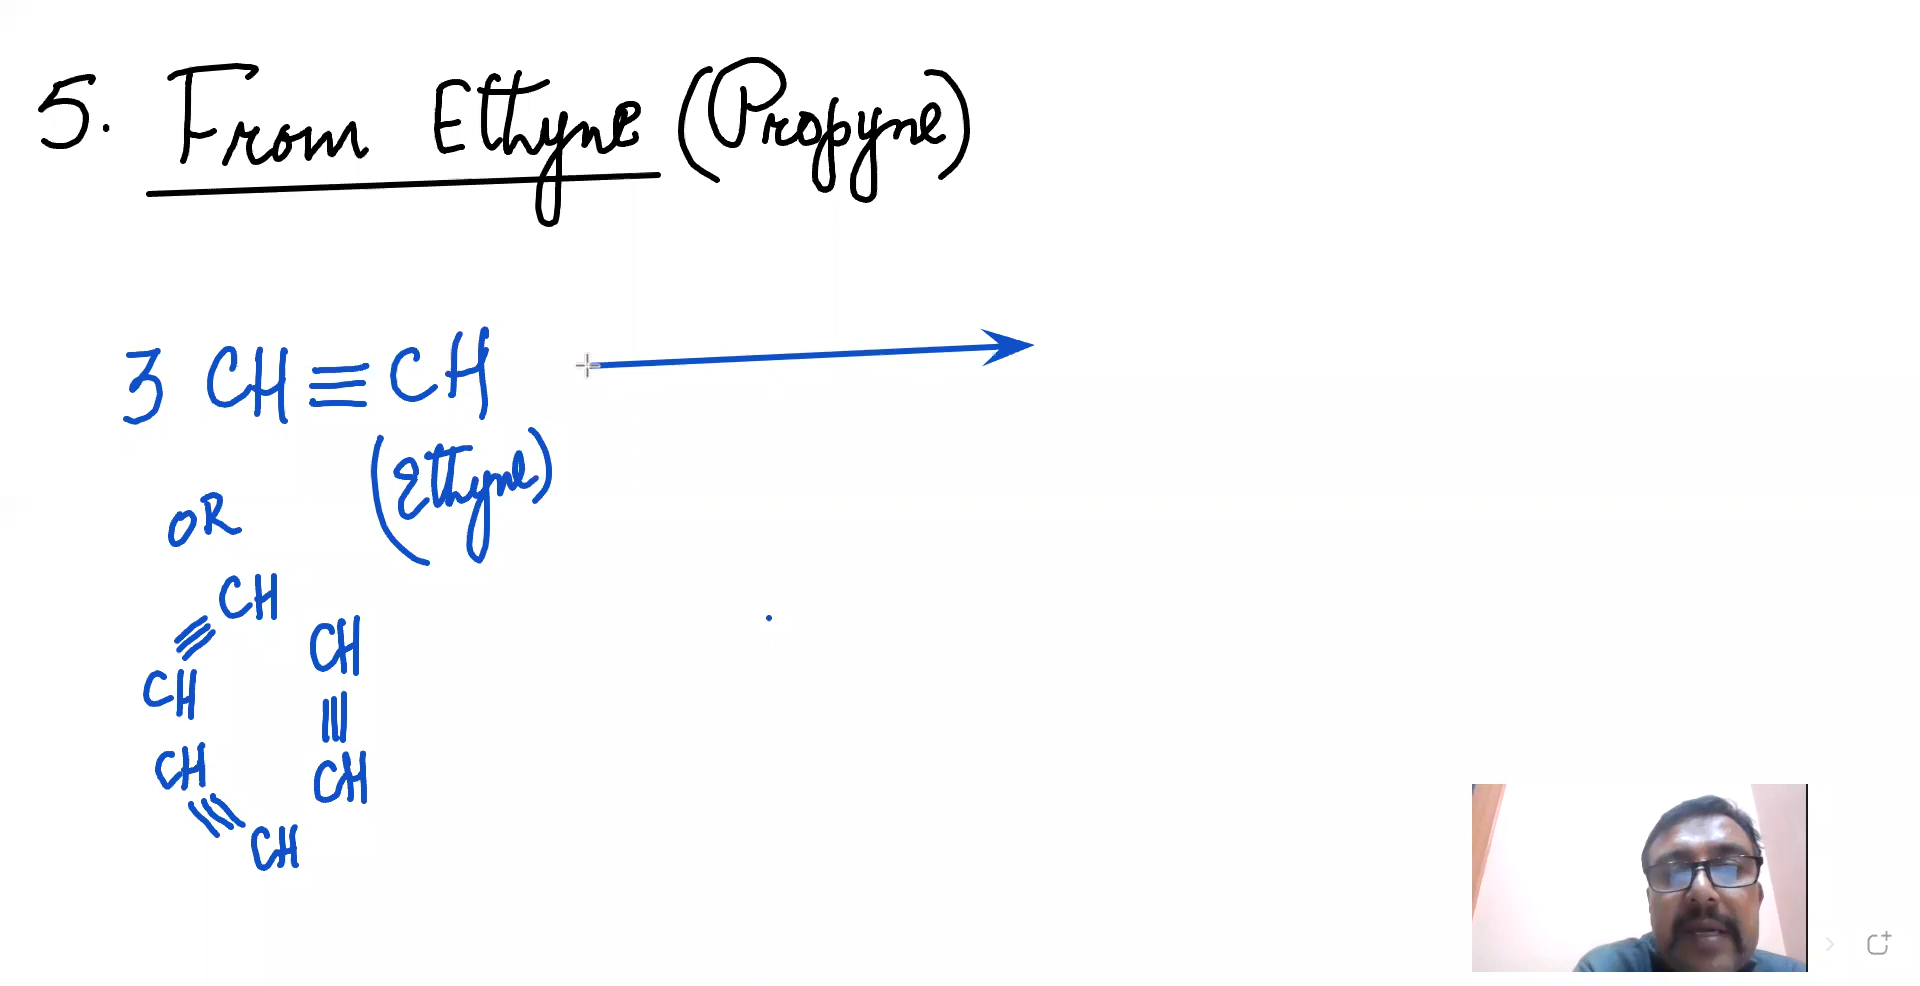 5. From Ethyne (Propyne)
3 CH≡CH
(Ethyne)
OR
CH
≡
CH
CH
≡
CH
CH
≡
CH